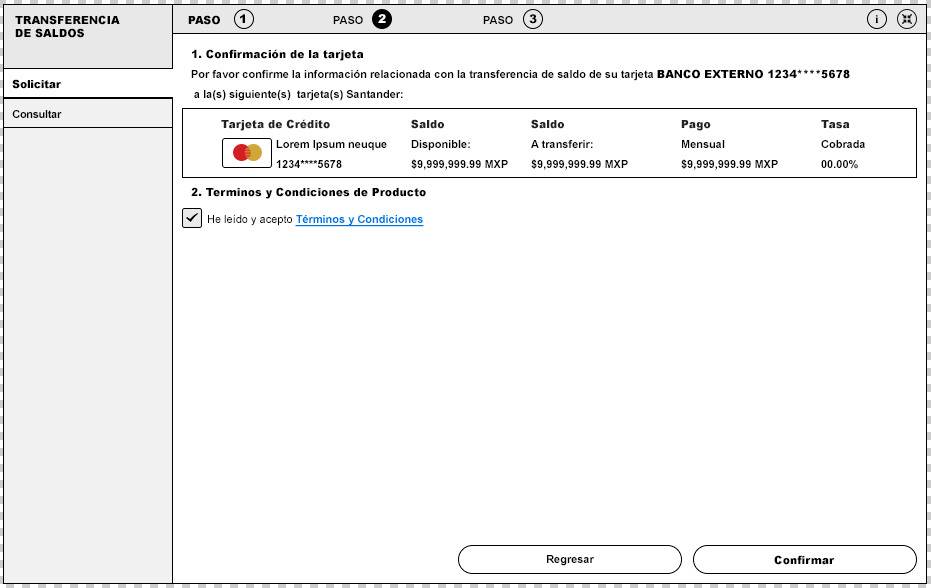 TRANSFERENCIA
DE SALDOS
PASO 1 PASO 2 PASO 3 i
Solicitar
Consultar
1. Confirmación de la tarjeta
Por favor confirme la información relacionada con la transferencia de saldo de su tarjeta BANCO EXTERNO 1234****5678
a la(s) siguiente(s) tarjeta(s) Santander:
Tarjeta de Crédito Saldo Saldo Pago Tasa
Lorem Ipsum neuque Disponible: A transferir: Mensual Cobrada
1234****5678 $9,999,999.99 MXP $9,999,999.99 MXP $9,999,999.99 MXP 00.00%
2. Terminos y Condiciones de Producto
He leído y acepto Términos y Condiciones
Regresar Confirmar